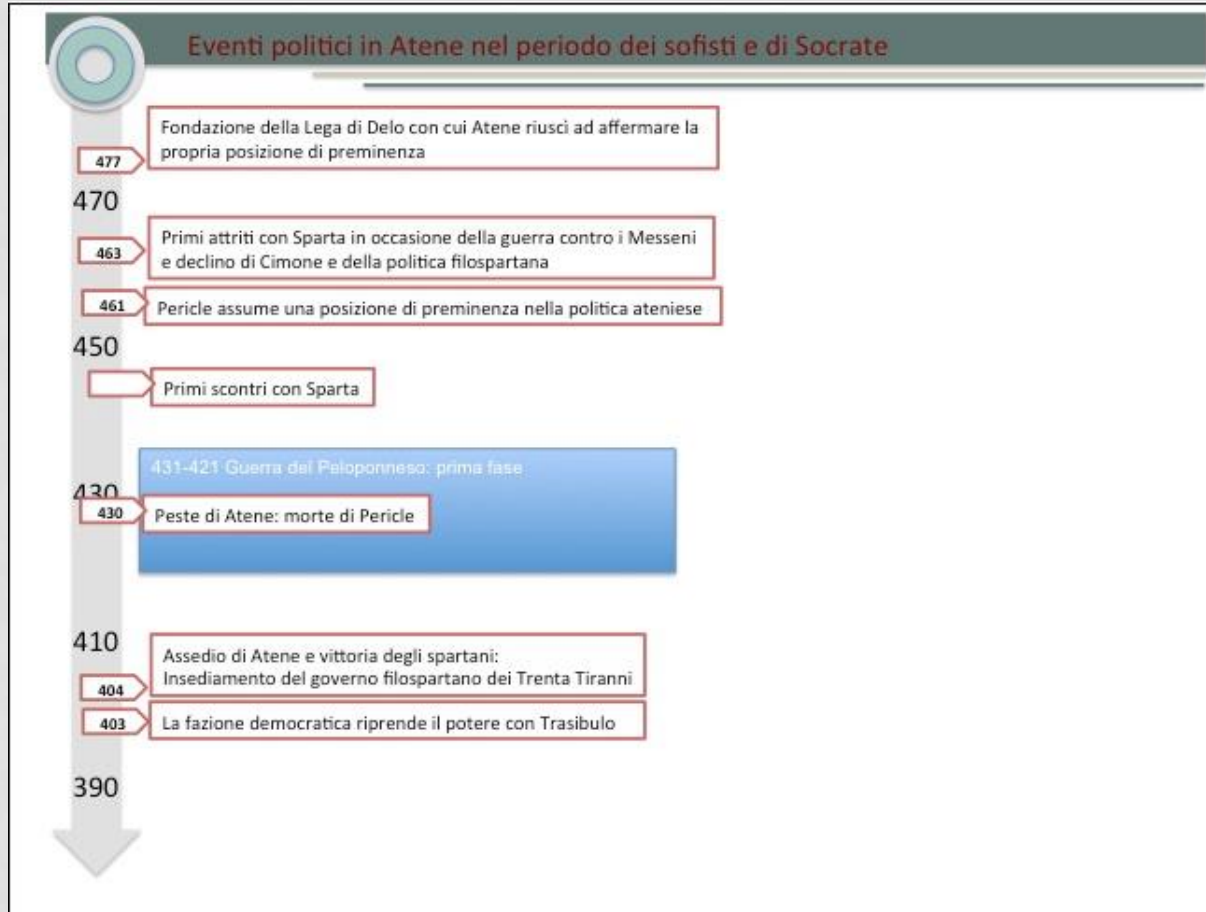 Eventi politici in Atene nel periodo dei sofisti e di Socrate
Fondazione della Lega di Delo con cui Atene riuscì ad affermare la
propria posizione di preminenza
477
470
Primi attriti con Sparta in occasione della guerra contro i Messeni
e declino di Cimone e della politica filospartana
463
461
Pericle assume una posizione di preminenza nella politica ateniese
450
Primi scontri con Sparta
431-421 Guerra del Peloponneso: prima fase
430
430
Peste di Atene: morte di Pericle
410
Assedio di Atene e vittoria degli spartani:
Insediamento del governo filospartano dei Trenta Tiranni
404
403
La fazione democratica riprende il potere con Trasibulo
390